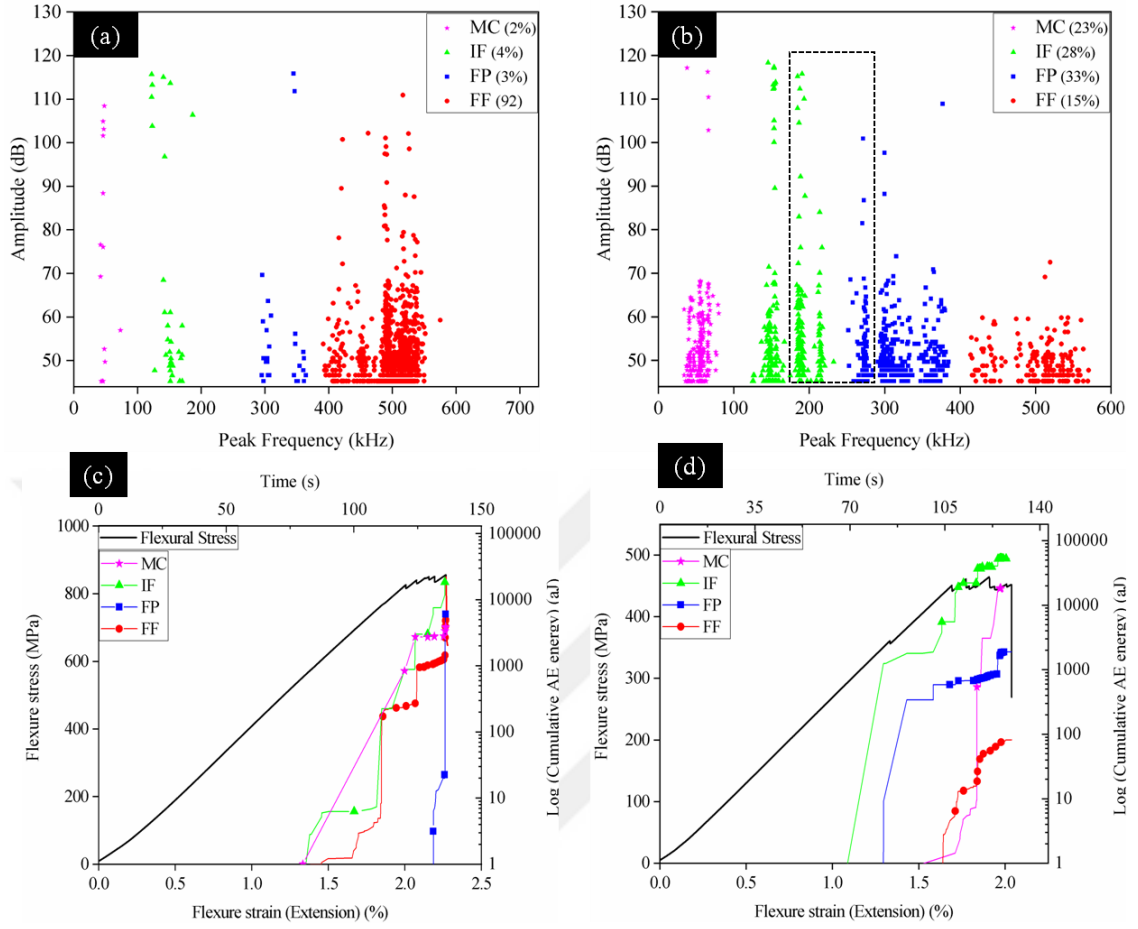 (a)
MC (2%)
IF (4%)
FP (3%)
FF (92)
130
120
110
100
90
80
70
60
50
Amplitude (dB)
0 100 200 300 400 500 600 700
Peak Frequency (kHz)
(b)
MC (23%)
IF (28%)
FP (33%)
FF (15%)
130
120
110
100
90
80
70
60
50
Amplitude (dB)
0 100 200 300 400 500 600
Peak Frequency (kHz)
(c)
Time (s)
0 50 100 150
Flexural Stress
MC
IF
FP
FF
1000
800
600
400
200
0
Flexure stress (MPa)
100000
10000
1000
100
10
1
Log (Cumulative AE energy) (aJ)
0.0 0.5 1.0 1.5 2.0 2.5
Flexure strain (Extension) (%)
(d)
Time (s)
0 35 70 105 140
Flexural Stress
MC
IF
FP
FF
500
400
300
200
100
0
Flexure stress (MPa)
100000
10000
1000
100
10
1
Log (Cumulative AE energy) (aJ)
0.0 0.5 1.0 1.5 2.0
Flexure strain (Extension) (%)